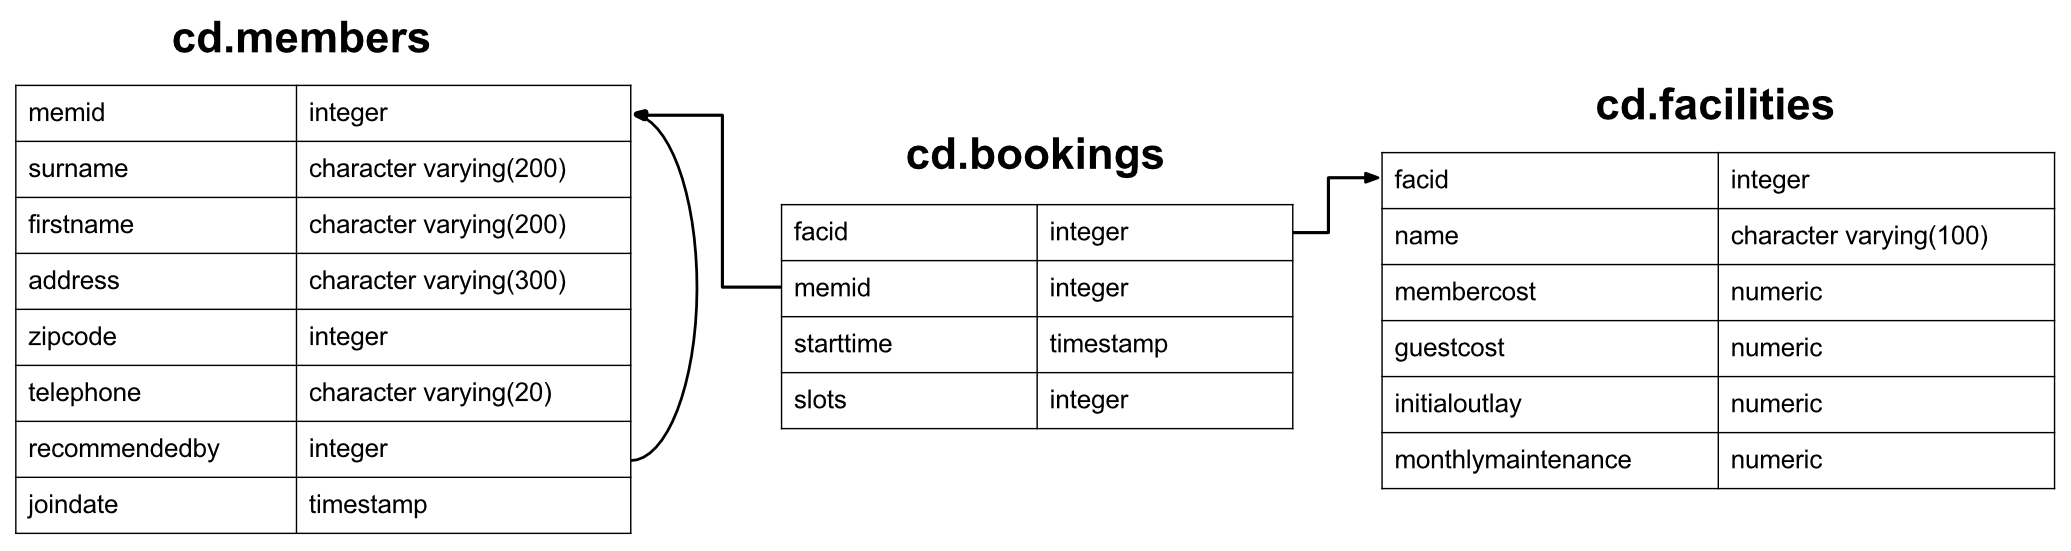 cd.members
memid integer
surname character varying(200)
firstname character varying(200)
address character varying(300)
zipcode integer
telephone character varying(20)
recommendedby integer
joindate timestamp
cd.bookings
facid integer
memid integer
starttime timestamp
slots integer
cd.facilities
facid integer
name character varying(100)
membercost numeric
guestcost numeric
initialoutlay numeric
monthlymaintenance numeric